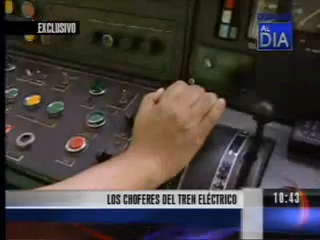 EXCLUSIVO
AL
DIA
LOS CHOFERES DEL TREN ELÉCTRICO
10:43